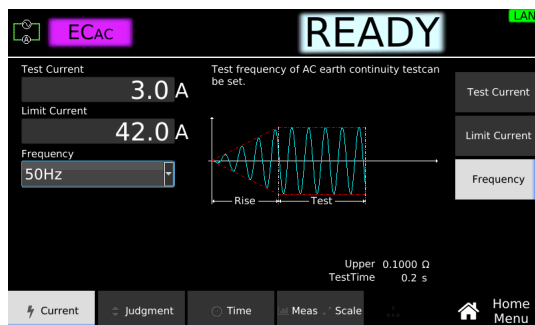 LAN
A
ECAC
READY
Test Current
3.0 A
Limit Current
42.0 A
Frequency
50Hz
Test frequency of AC earth continuity testcan
be set.
Rise
Test
Upper 0.1000 Ω
TestTime 0.2 s
Test Current
Limit Current
Frequency
Current
Judgment
Time
Meas
Scale
Home
Menu